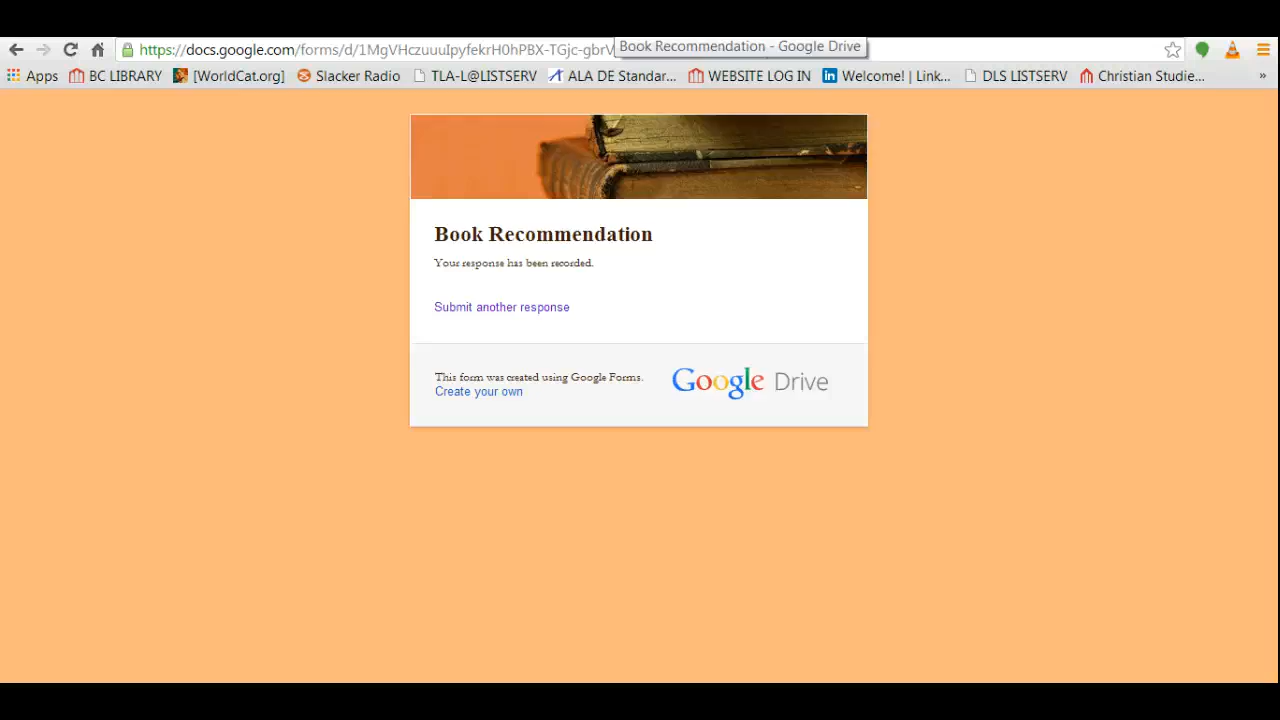 https://docs.google.com/forms/d/1MgVHczuuuIpyfekrH0hPBX-TGjc-gbrV
Book Recommendation - Google Drive
Apps BC LIBRARY [WorldCat.org] Slacker Radio TLA-L@LISTSERV ALA DE Standar... WEBSITE LOG IN Welcome! | Link... DLS LISTSERV Christian Studie... »
Book Recommendation
Your response has been recorded.
Submit another response
This form was created using Google Forms.
Create your own
Google Drive